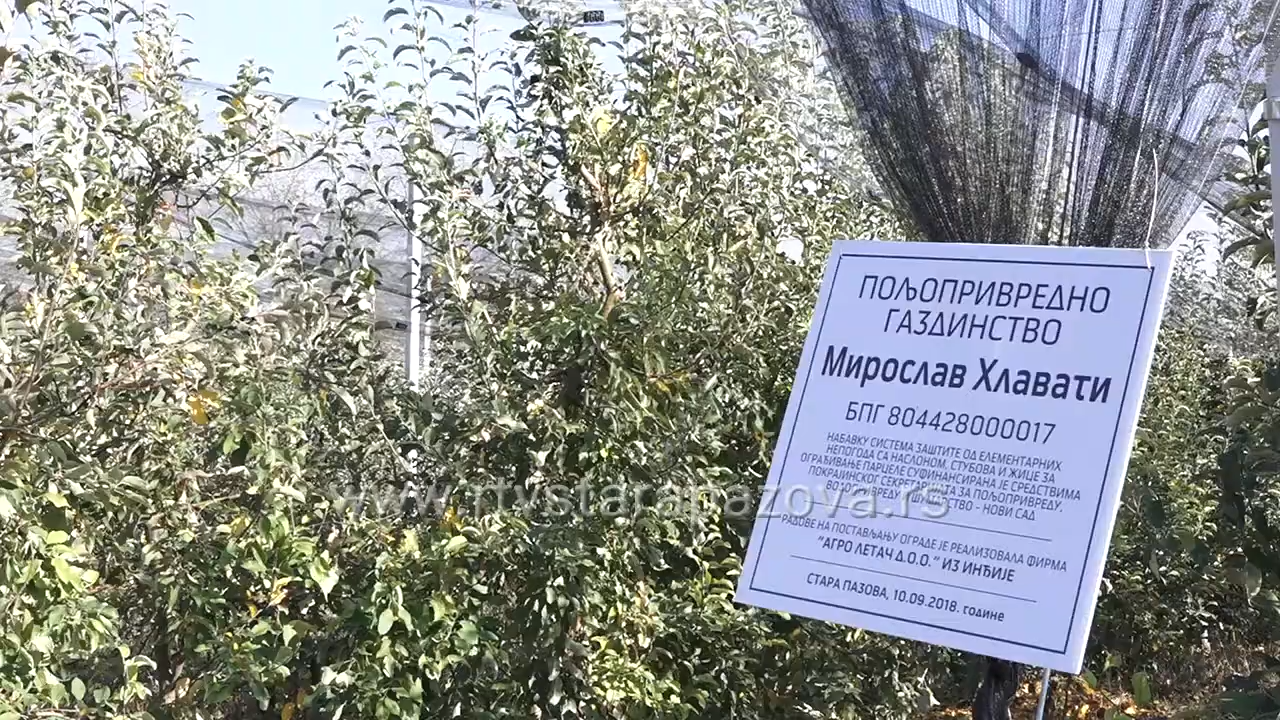 ПОЉОПРИВРЕДНО
ГАЗДИНСТВО
Мирослав Хлавати
БПГ 804428000017
НАБАВКУ СИСТЕМА ЗАШТИТЕ ОД ЕЛЕМЕНТАРНИХ
НЕПОГОДА СА НАСЛОНОМ, СТУБОВА И ЖИЦЕ ЗА
ОГРАЂИВАЊЕ ПАРЦЕЛЕ СУФИНАНСИРАНА ЈЕ СРЕДСТВИМА
ПОКРАЈИНСКОГ СЕКРЕТАРИЈАТА ЗА ПОЉОПРИВРЕДУ,
ВОДОПРИВРЕДУ И ШУМАРСТВО - НОВИ САД
www.rtvstarapazova.rs
РАДОВЕ НА ПОСТАВЉАЊУ ОГРАДЕ ЈЕ РЕАЛИЗОВАЛА ФИРМА
"АГРО ЛЕТАЧ Д.О.О." ИЗ ИНЂИЈЕ
СТАРА ПАЗОВА, 10.09.2018. године